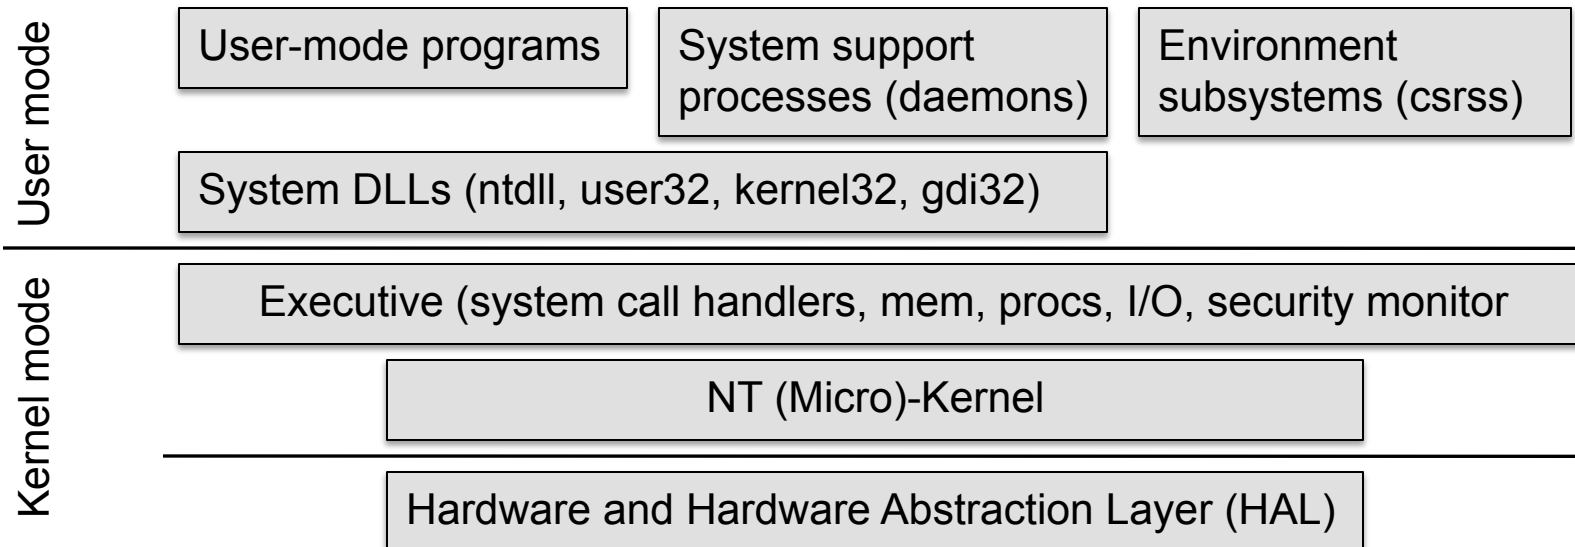 User mode
User-mode programs
System support
processes (daemons)
Environment
subsystems (csrss)
System DLLs (ntdll, user32, kernel32, gdi32)
Kernel mode
Executive (system call handlers, mem, procs, I/O, security monitor
NT (Micro)-Kernel
Hardware and Hardware Abstraction Layer (HAL)